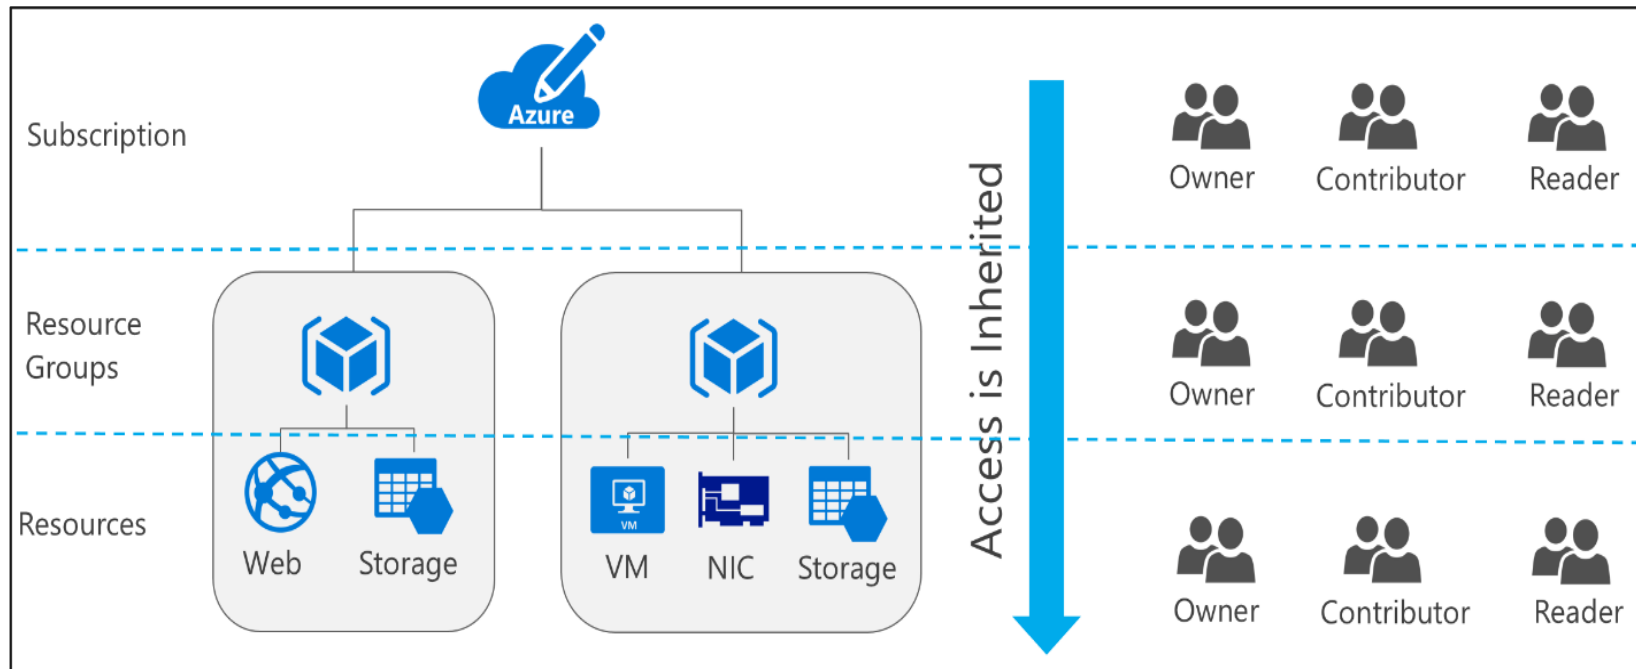 Azure
Subscription
Owner
Contributor
Reader
Access is Inherited
Resource
Groups
Owner
Contributor
Reader
Resources
VM
Web
Storage
VM
NIC
Storage
Owner
Contributor
Reader